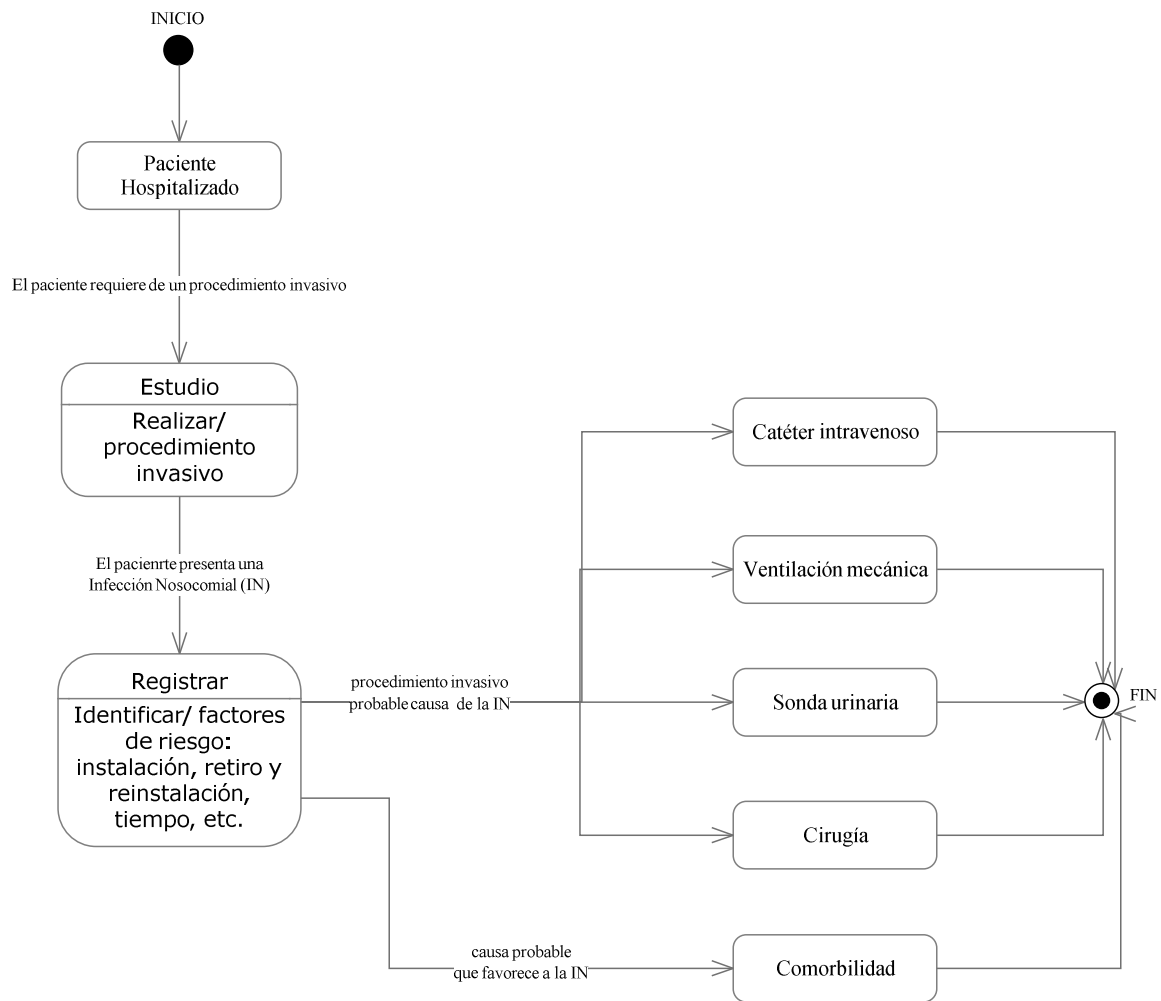 INICIO
Paciente
Hospitalizado
El paciente requiere de un procedimiento invasivo
Estudio
Realizar/
procedimiento
invasivo
El pacienrte presenta una
Infección Nosocomial (IN)
Registrar
Identificar/ factores
de riesgo:
instalación, retiro y
reinstalación,
tiempo, etc.
procedimiento invasivo
probable causa de la IN
causa probable
que favorece a la IN
Catéter intravenoso
Ventilación mecánica
Sonda urinaria
Cirugía
Comorbilidad
FIN